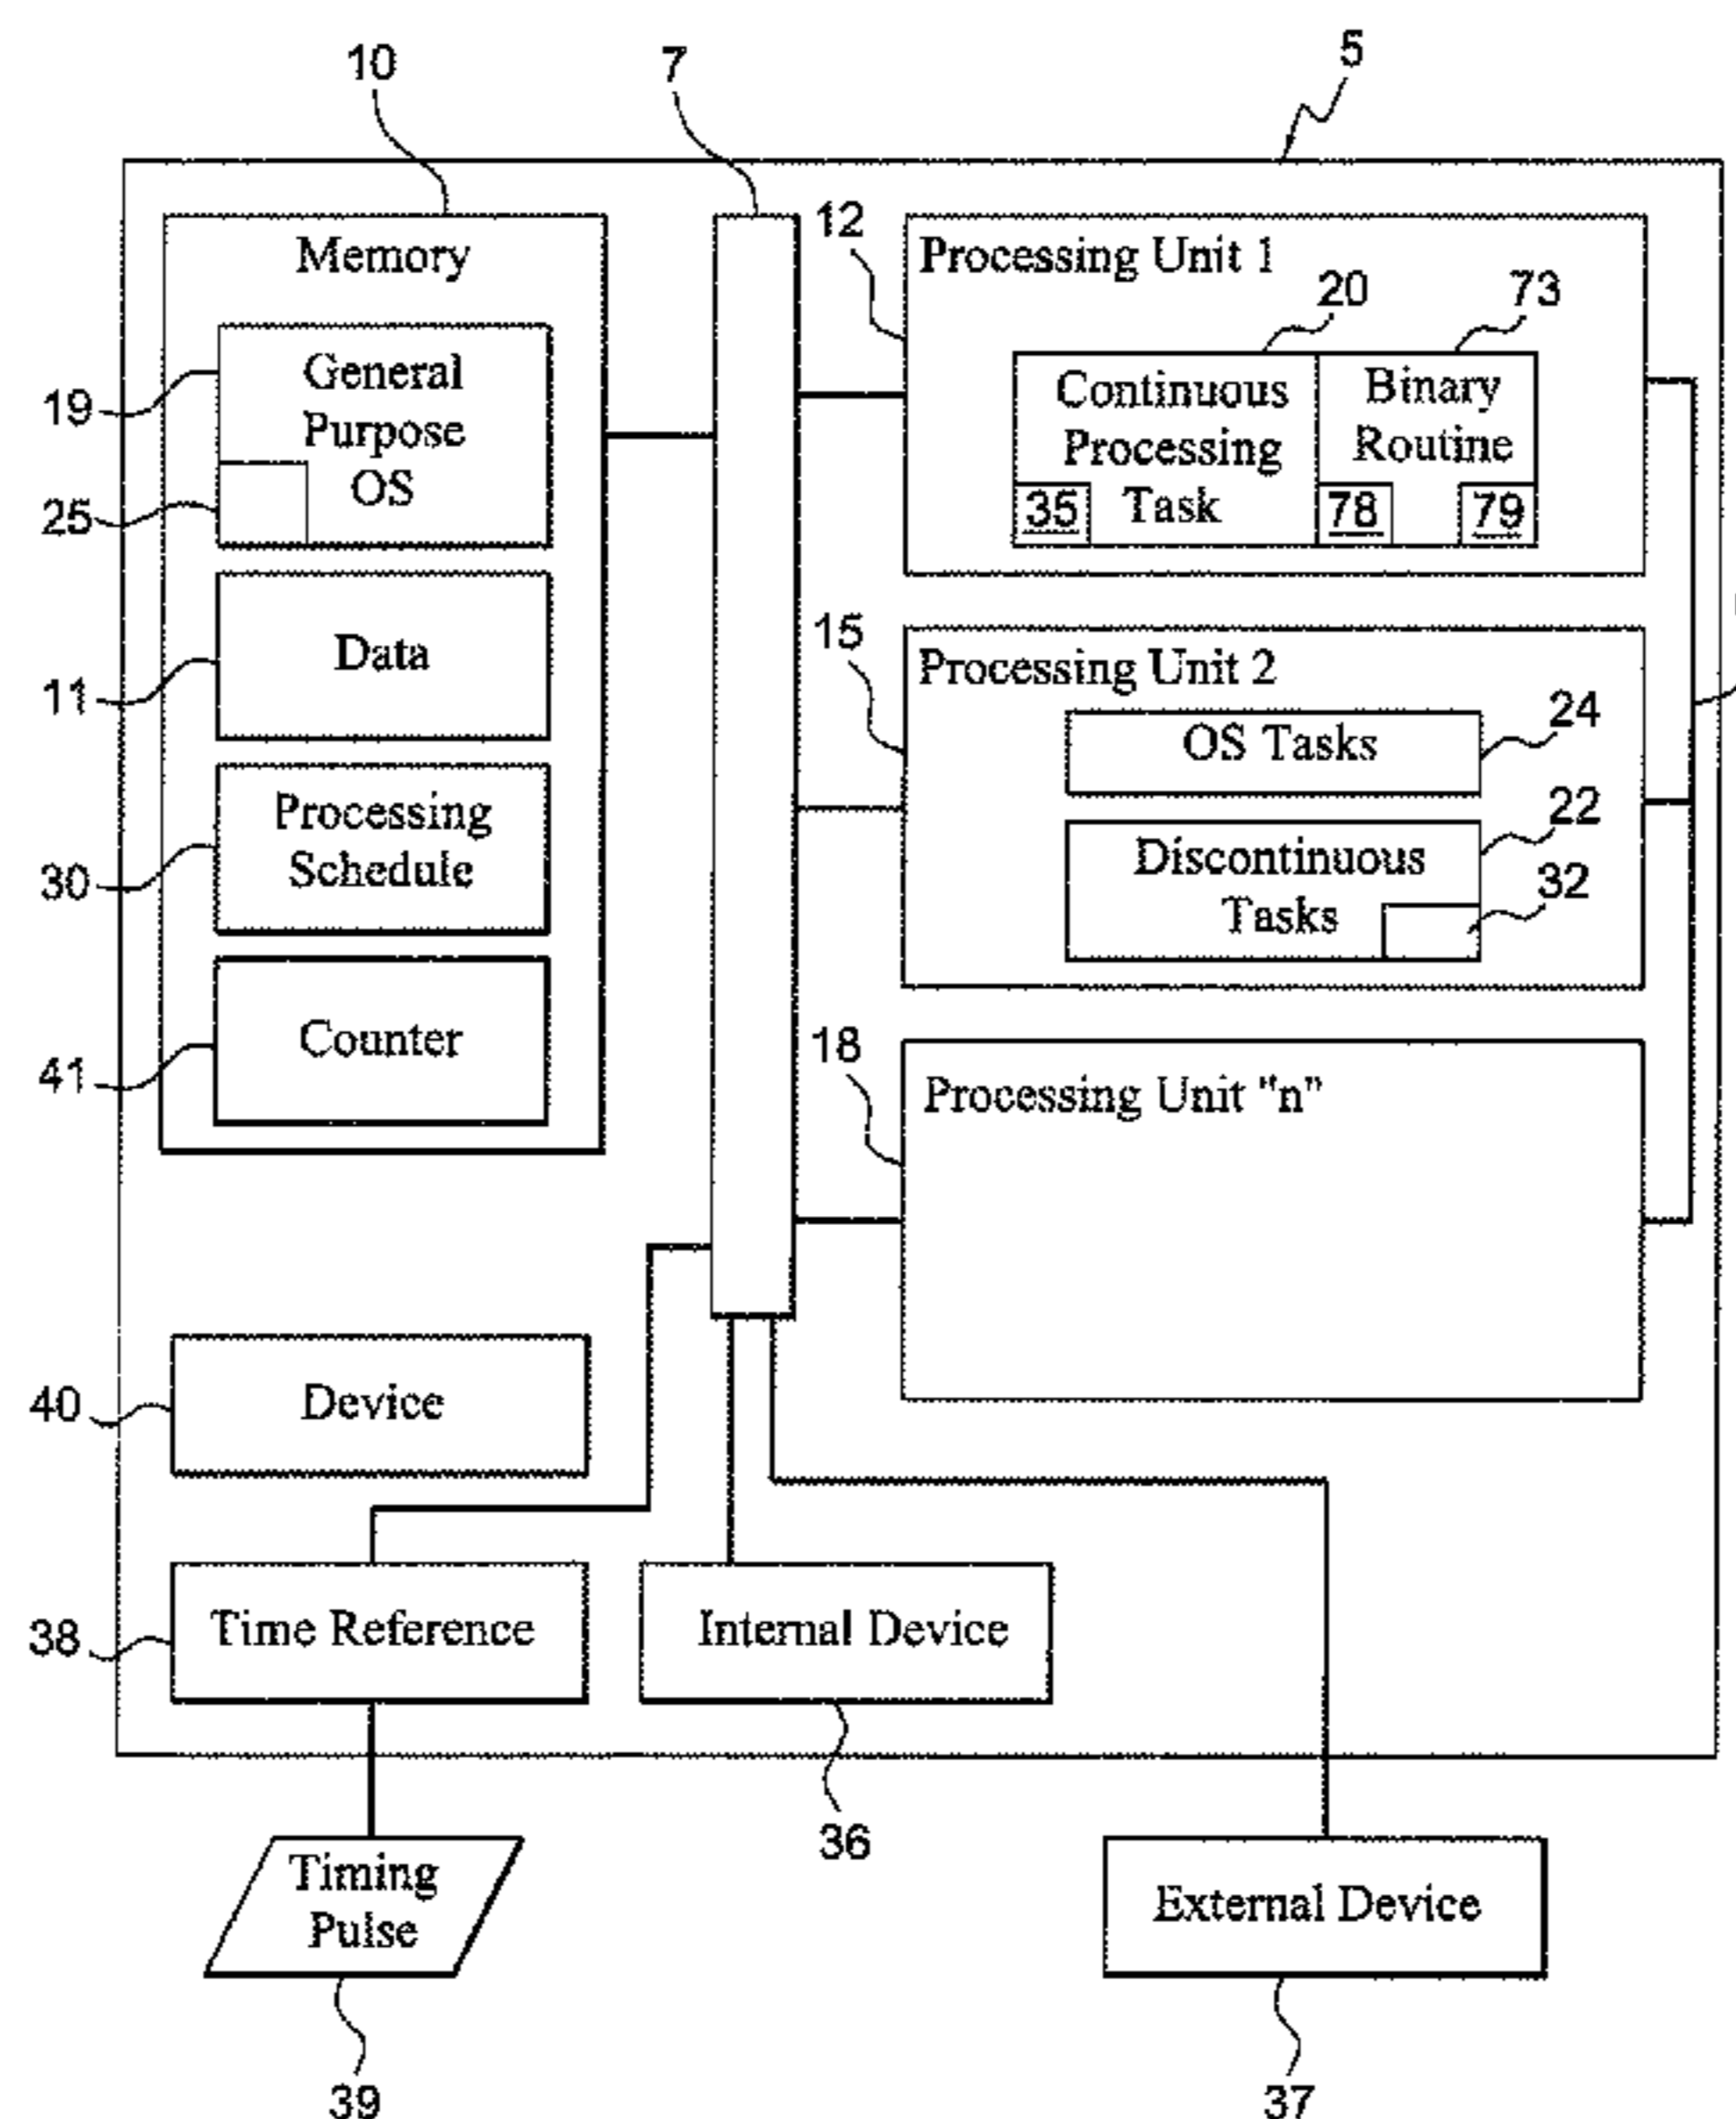 10
7
5
Memory
12
Processing Unit 1
20
73
19
General
Purpose
OS
25
Continuous
Processing
Task
35
Binary
Routine
78
79
11
Data
15
Processing Unit 2
OS Tasks
24
22
Discontinuous
Tasks
32
30
Processing
Schedule
41
Counter
18
Processing Unit "n"
40
Device
38
Time Reference
Internal Device
36
Timing
Pulse
39
External Device
37